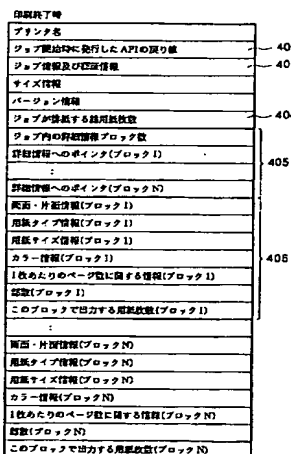 印刷終了時
プリンタ名
ジョブ開始時に発行したAPIの戻り値
40
ジョブ情報及び認証情報
40
サイズ情報
バージョン情報
ジョブが排紙する総用紙枚数
404
ジョブ内の詳細情報ブロック数
詳細情報へのポインタ(ブロック1)
:
405
詳細情報へのポインタ(ブロックN)
両面・片面情報(ブロック1)
用紙タイプ情報(ブロック1)
用紙サイズ情報(ブロック1)
カラー情報(ブロック1)
406
1枚あたりのページ数に関する情報(ブロック1)
部数(ブロック1)
このブロックで出力する用紙枚数(ブロック1)
:
両面・片面情報(ブロックN)
用紙タイプ情報(ブロックN)
用紙サイズ情報(ブロックN)
カラー情報(ブロックN)
1枚あたりのページ数に関する情報(ブロックN)
部数(ブロックN)
このブロックで出力する用紙枚数(ブロックN)